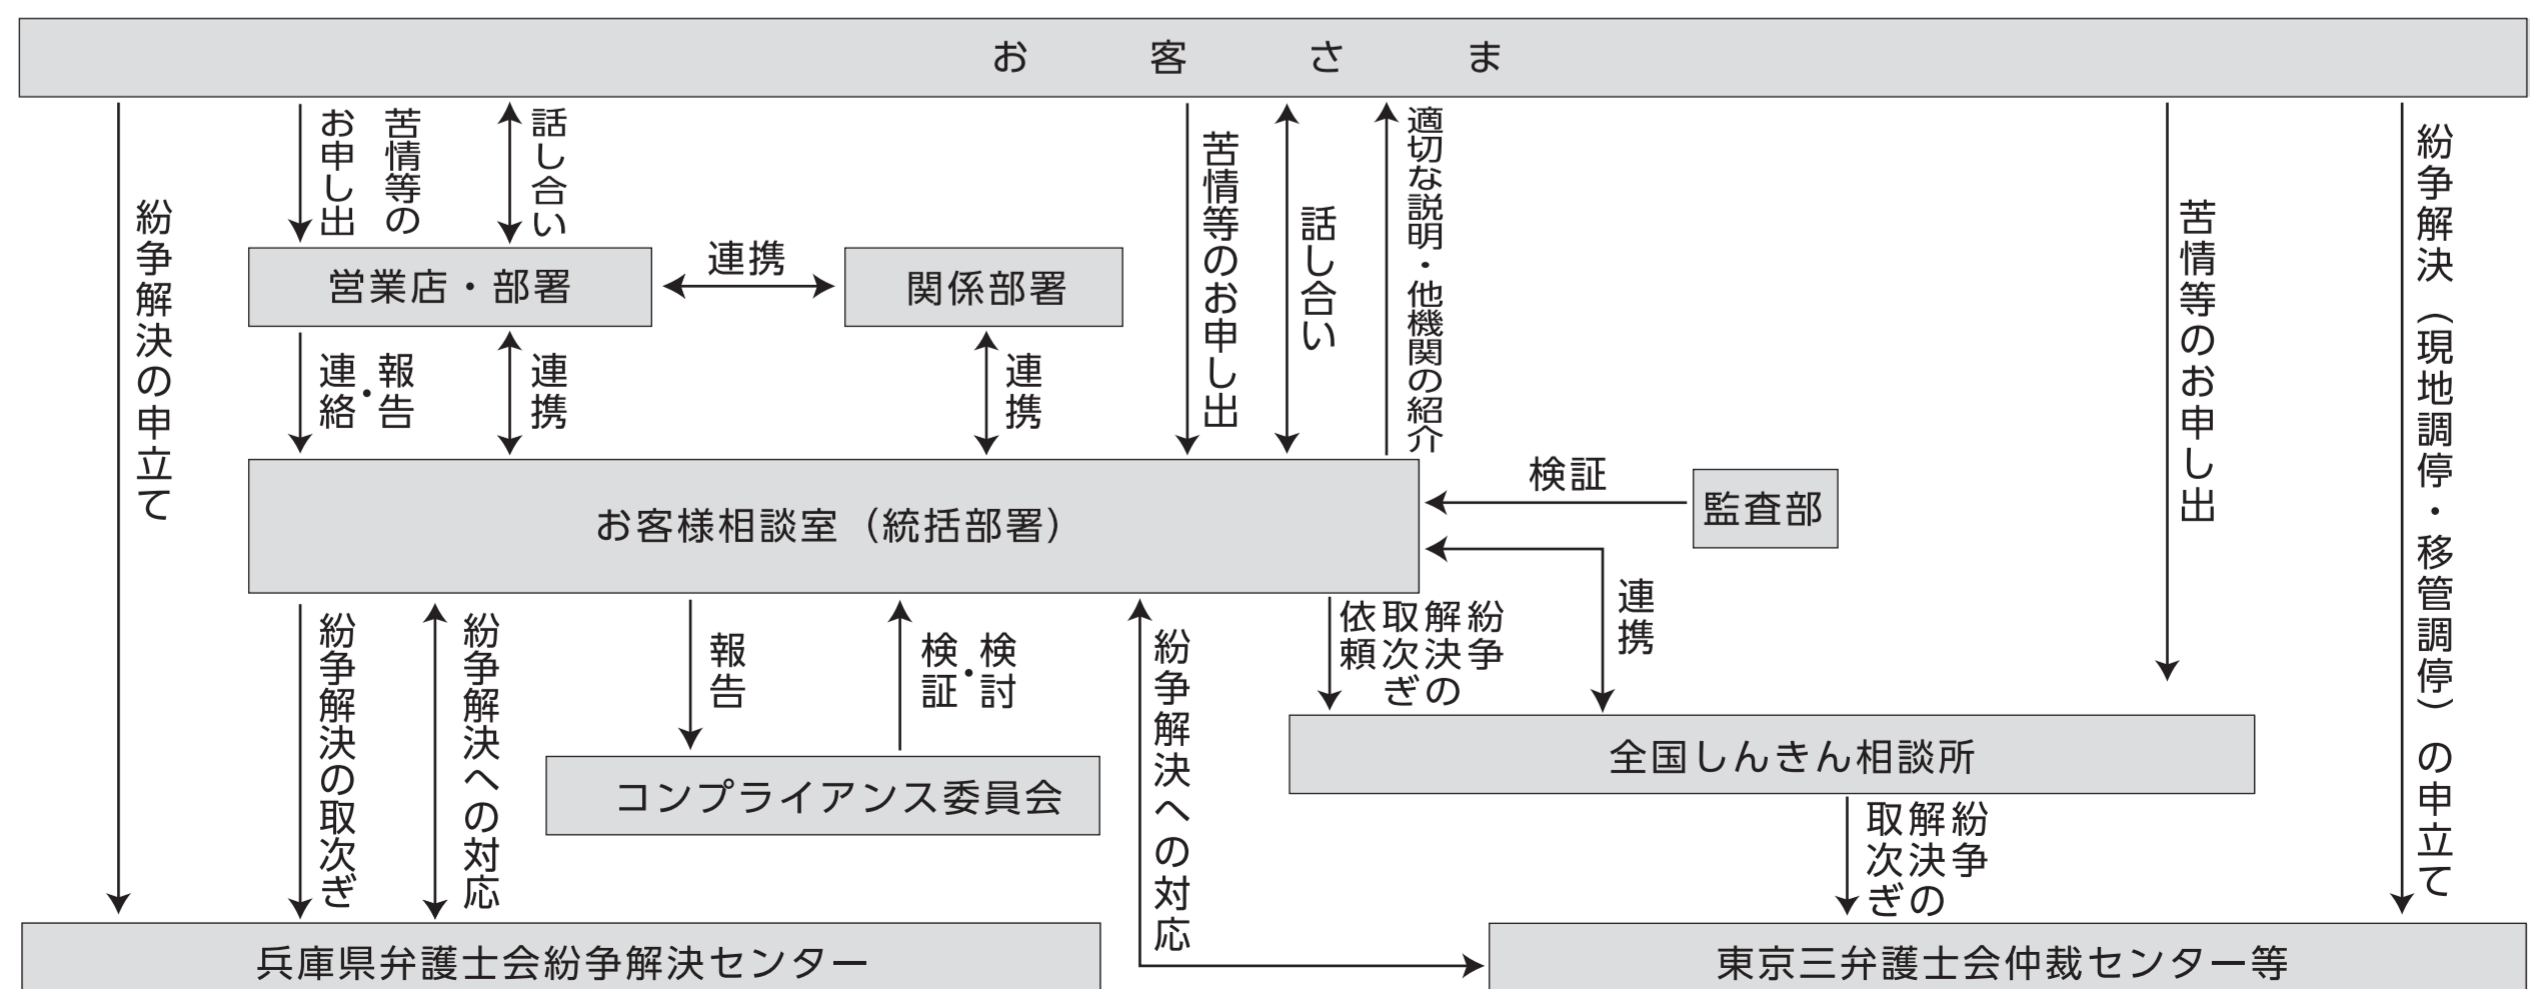 お客さま
紛争解決の申立て
苦情等の
お申し出
話し合い
苦情等のお申し出
話し合い
適切な説明・他機関の紹介
苦情等のお申し出
紛争解決（現地調停・移管調停）の申立て
営業店・部署
連携
関係部署
報告・
連絡
連携
連携
お客様相談室（統括部署）
検証
監査部
連携
紛争解決の取次ぎ
紛争解決への対応
報告
検討・
検証
紛争解決への対応
紛争
解決の
取次ぎ
依頼
コンプライアンス委員会
全国しんきん相談所
紛争
解決の
取次ぎ
兵庫県弁護士会紛争解決センター
東京三弁護士会仲裁センター等